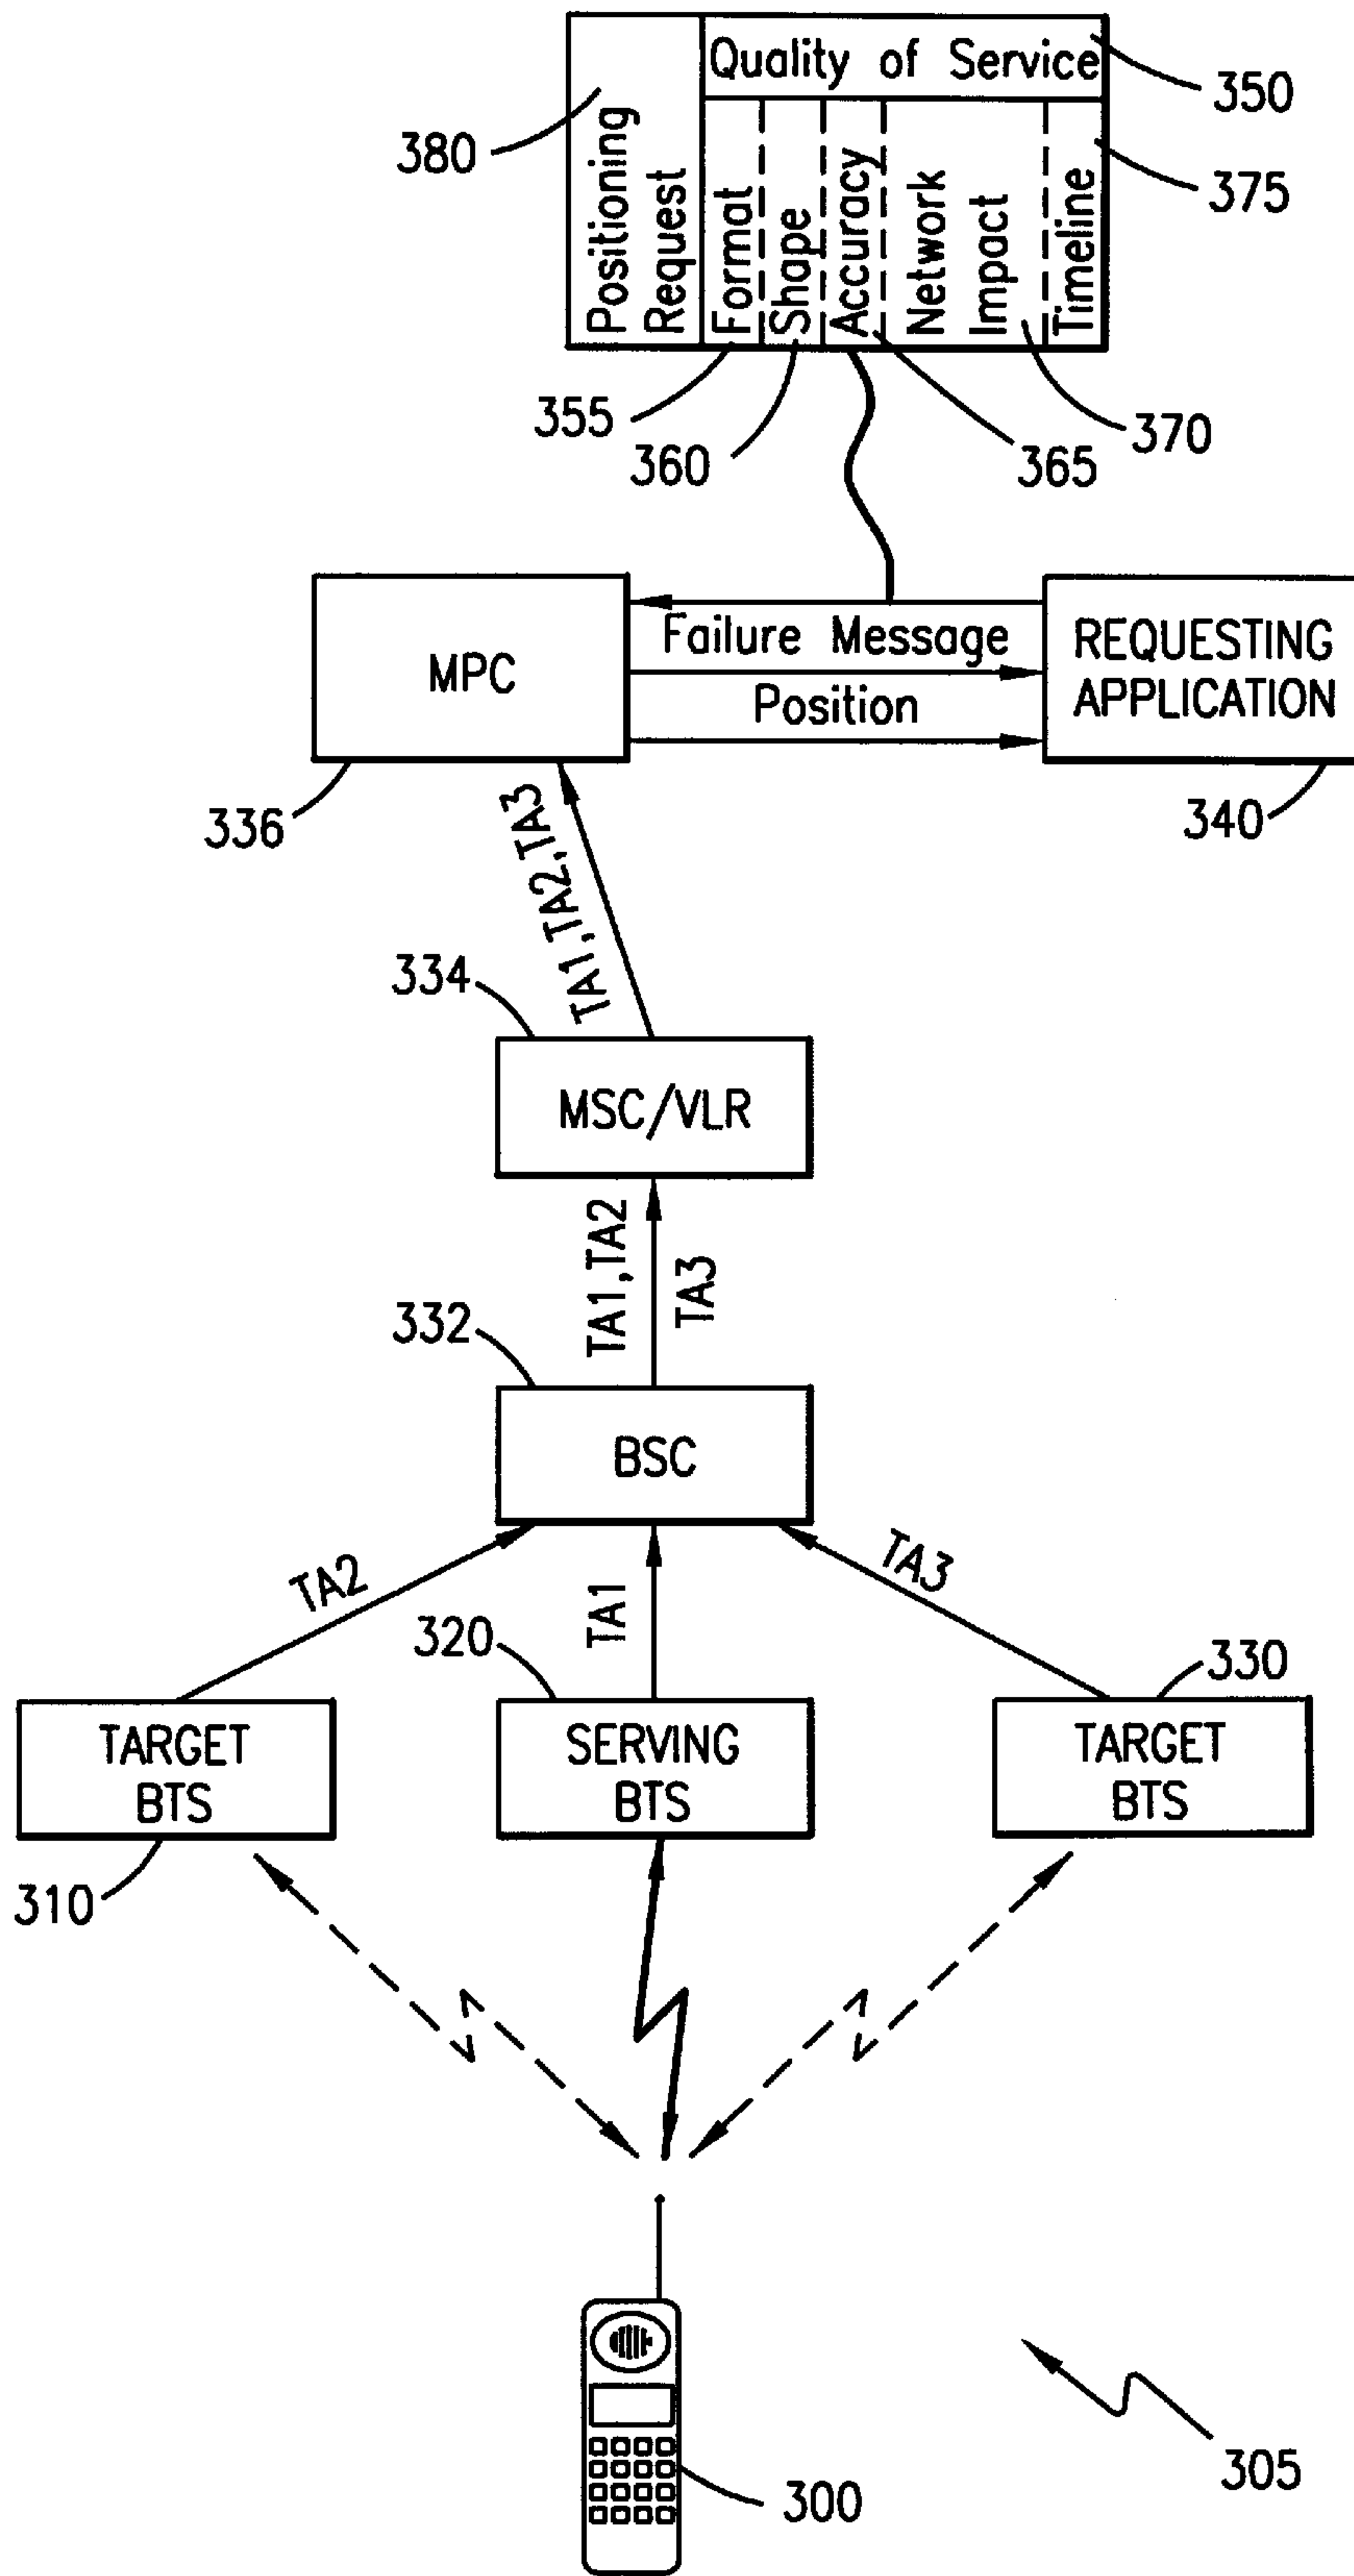 Quality of Service
350
380
Positioning
Request
Format
Shape
Accuracy
Network
Impact
Timeline
375
355
360
365
370
MPC
Failure Message
Position
REQUESTING
APPLICATION
336
340
TA1,TA2,TA3
334
MSC/VLR
TA1,TA2
TA3
332
BSC
TA2
TA1
TA3
320
330
TARGET
BTS
SERVING
BTS
TARGET
BTS
310
305
300